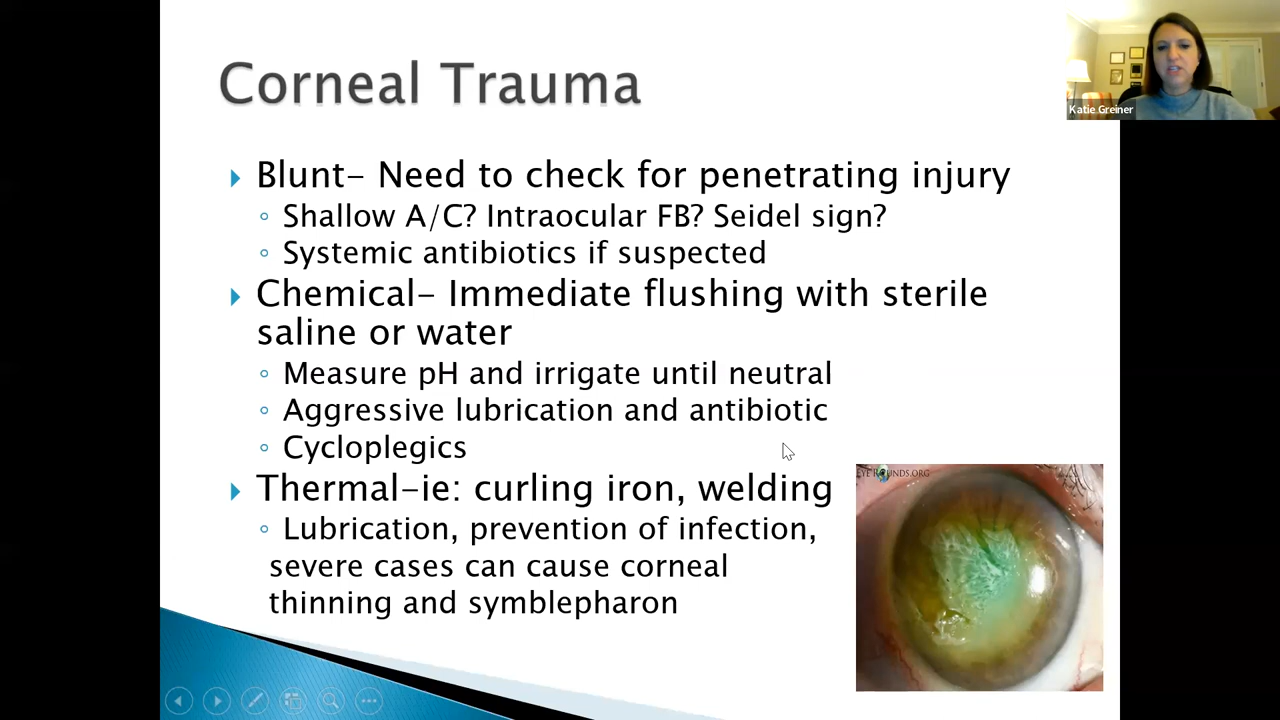 Corneal Trauma
Katie Greiner
Blunt- Need to check for penetrating injury
Shallow A/C? Intraocular FB? Seidel sign?
Systemic antibiotics if suspected
Chemical- Immediate flushing with sterile
saline or water
Measure pH and irrigate until neutral
Aggressive lubrication and antibiotic
Cycloplegics
Thermal-ie: curling iron, welding
Lubrication, prevention of infection,
severe cases can cause corneal
thinning and symblepharon
EYEROUNDS.ORG